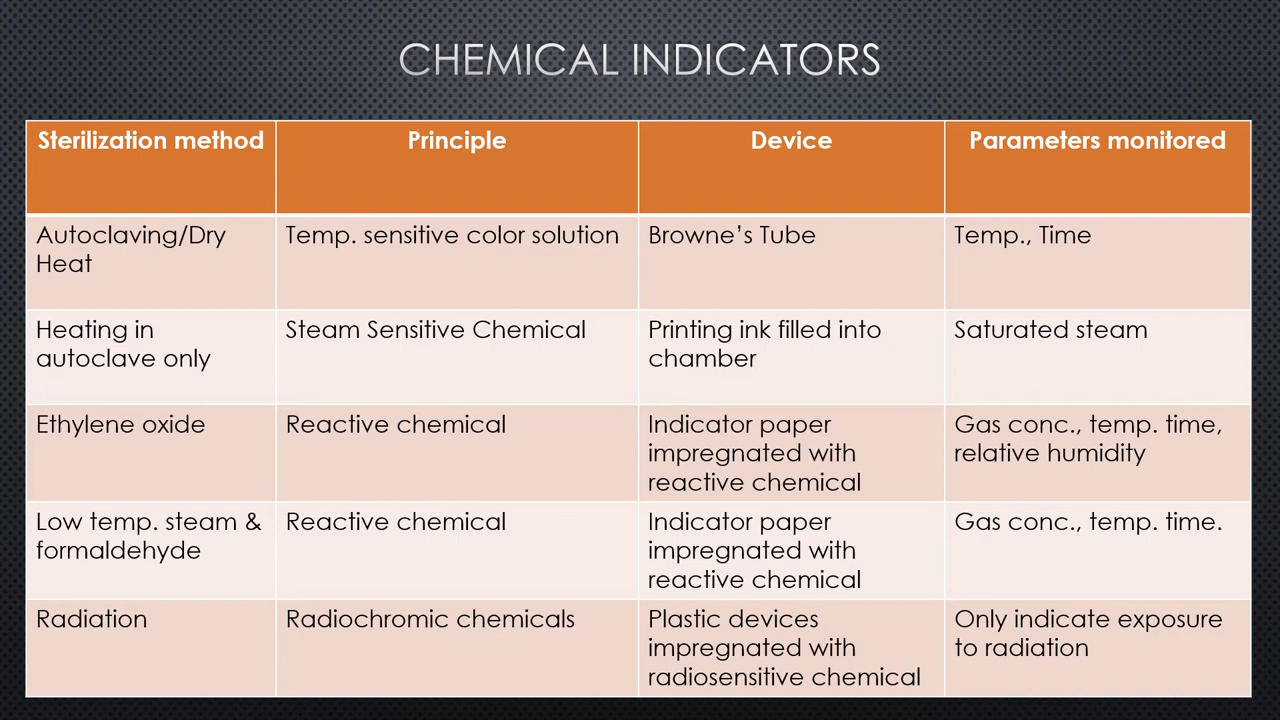 CHEMICAL INDICATORS
Sterilization method
Principle
Device
Parameters monitored
Autoclaving/Dry
Heat
Temp. sensitive color solution
Browne's Tube
Temp., Time
Heating in
autoclave only
Steam Sensitive Chemical
Printing ink filled into
chamber
Saturated steam
Ethylene oxide
Reactive chemical
Indicator paper
impregnated with
reactive chemical
Gas conc., temp. time,
relative humidity
Low temp. steam &
formaldehyde
Reactive chemical
Indicator paper
impregnated with
reactive chemical
Gas conc., temp. time.
Radiation
Radiochromic chemicals
Plastic devices
impregnated with
radiosensitive chemical
Only indicate exposure
to radiation